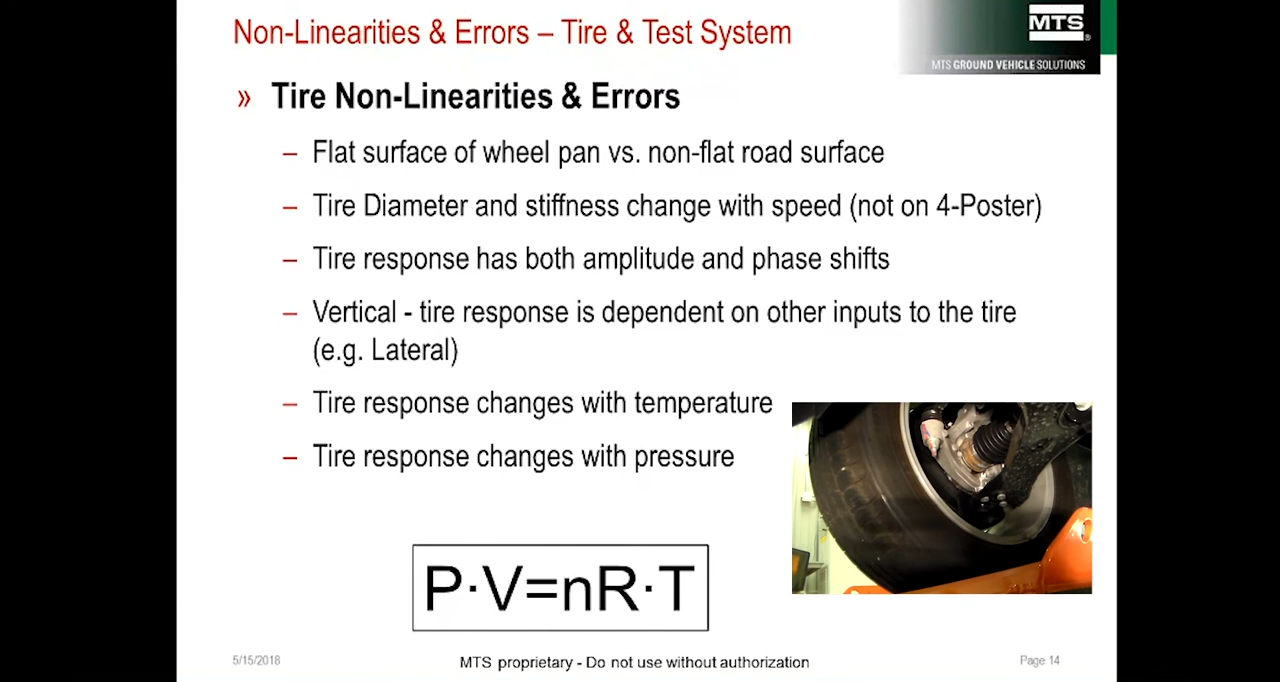 Non-Linearities & Errors – Tire & Test System
MTS
MTS GROUND VEHICLE SOLUTIONS
» Tire Non-Linearities & Errors
– Flat surface of wheel pan vs. non-flat road surface
– Tire Diameter and stiffness change with speed (not on 4-Poster)
– Tire response has both amplitude and phase shifts
– Vertical - tire response is dependent on other inputs to the tire
(e.g. Lateral)
– Tire response changes with temperature
– Tire response changes with pressure
P·V=nR·T
5/15/2018
MTS proprietary - Do not use without authorization
Page 14